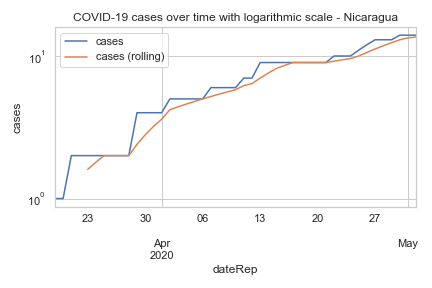 COVID-19 cases over time with logarithmic scale - Nicaragua
cases
cases (rolling)
10¹
10⁰
cases
23 30 06 13 20 27
Apr May
2020
dateRep